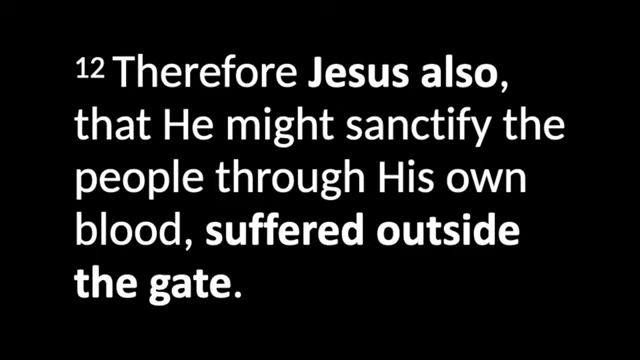 12 Therefore Jesus also,
that He might sanctify the
people through His own
blood, suffered outside
the gate.